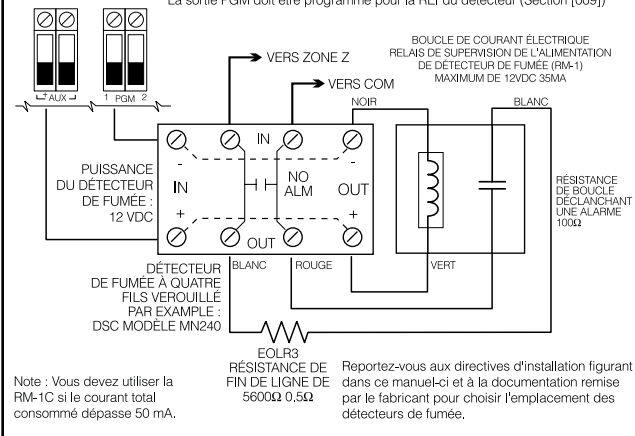 La sortie PGM doit être programmé pour la REI du détecteur (Section [009])
BOUCLE DE COURANT ÉLECTRIQUE
RELAIS DE SUPERVISION DE L'ALIMENTATION
DE DÉTECTEUR DE FUMÉE (RM-1)
MAXIMUM DE 12VDC 35MA
VERS ZONE Z
VERS COM
+ AUX -
1 PGM 2
NOIR
BLANC
PUISSANCE
DU DÉTECTEUR
DE FUMÉE :
12 VDC
IN
- -
IN
NO
ALM
OUT
+ +
OUT
RÉSISTANCE
DE BOUCLE
DÉCLANCHANT
UNE ALARME
100Ω
BLANC
ROUGE
VERT
DÉTECTEUR
DE FUMÉE À QUATRE
FILS VEROUILLÉ
PAR EXAMPLE :
DSC MODÈLE MN240
EOLR3
RÉSISTANCE DE
FIN DE LIGNE DE
5600Ω 0,5Ω
Note : Vous devez utiliser la
RM-1C si le courant total
consommé dépasse 50 mA.
Reportez-vous aux directives d'installation figurant
dans ce manuel-ci et à la documentation remise
par le fabricant pour choisir l'emplacement des
détecteurs de fumée.